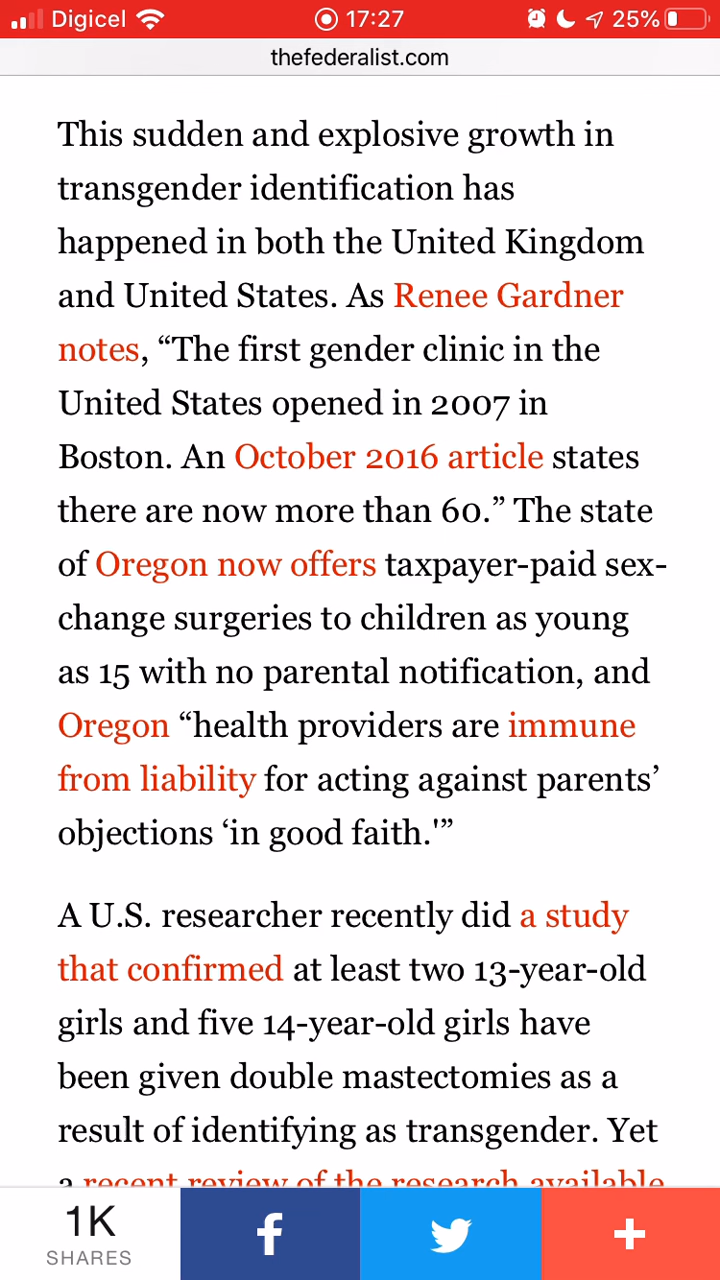 Digicel 17:27 25%
thefederalist.com
This sudden and explosive growth in
transgender identification has
happened in both the United Kingdom
and United States. As Renee Gardner
notes, “The first gender clinic in the
United States opened in 2007 in
Boston. An October 2016 article states
there are now more than 60.” The state
of Oregon now offers taxpayer-paid sex-
change surgeries to children as young
as 15 with no parental notification, and
Oregon “health providers are immune
from liability for acting against parents’
objections ‘in good faith.'”
A U.S. researcher recently did a study
that confirmed at least two 13-year-old
girls and five 14-year-old girls have
been given double mastectomies as a
result of identifying as transgender. Yet
a recent review of the research available
1K
SHARES